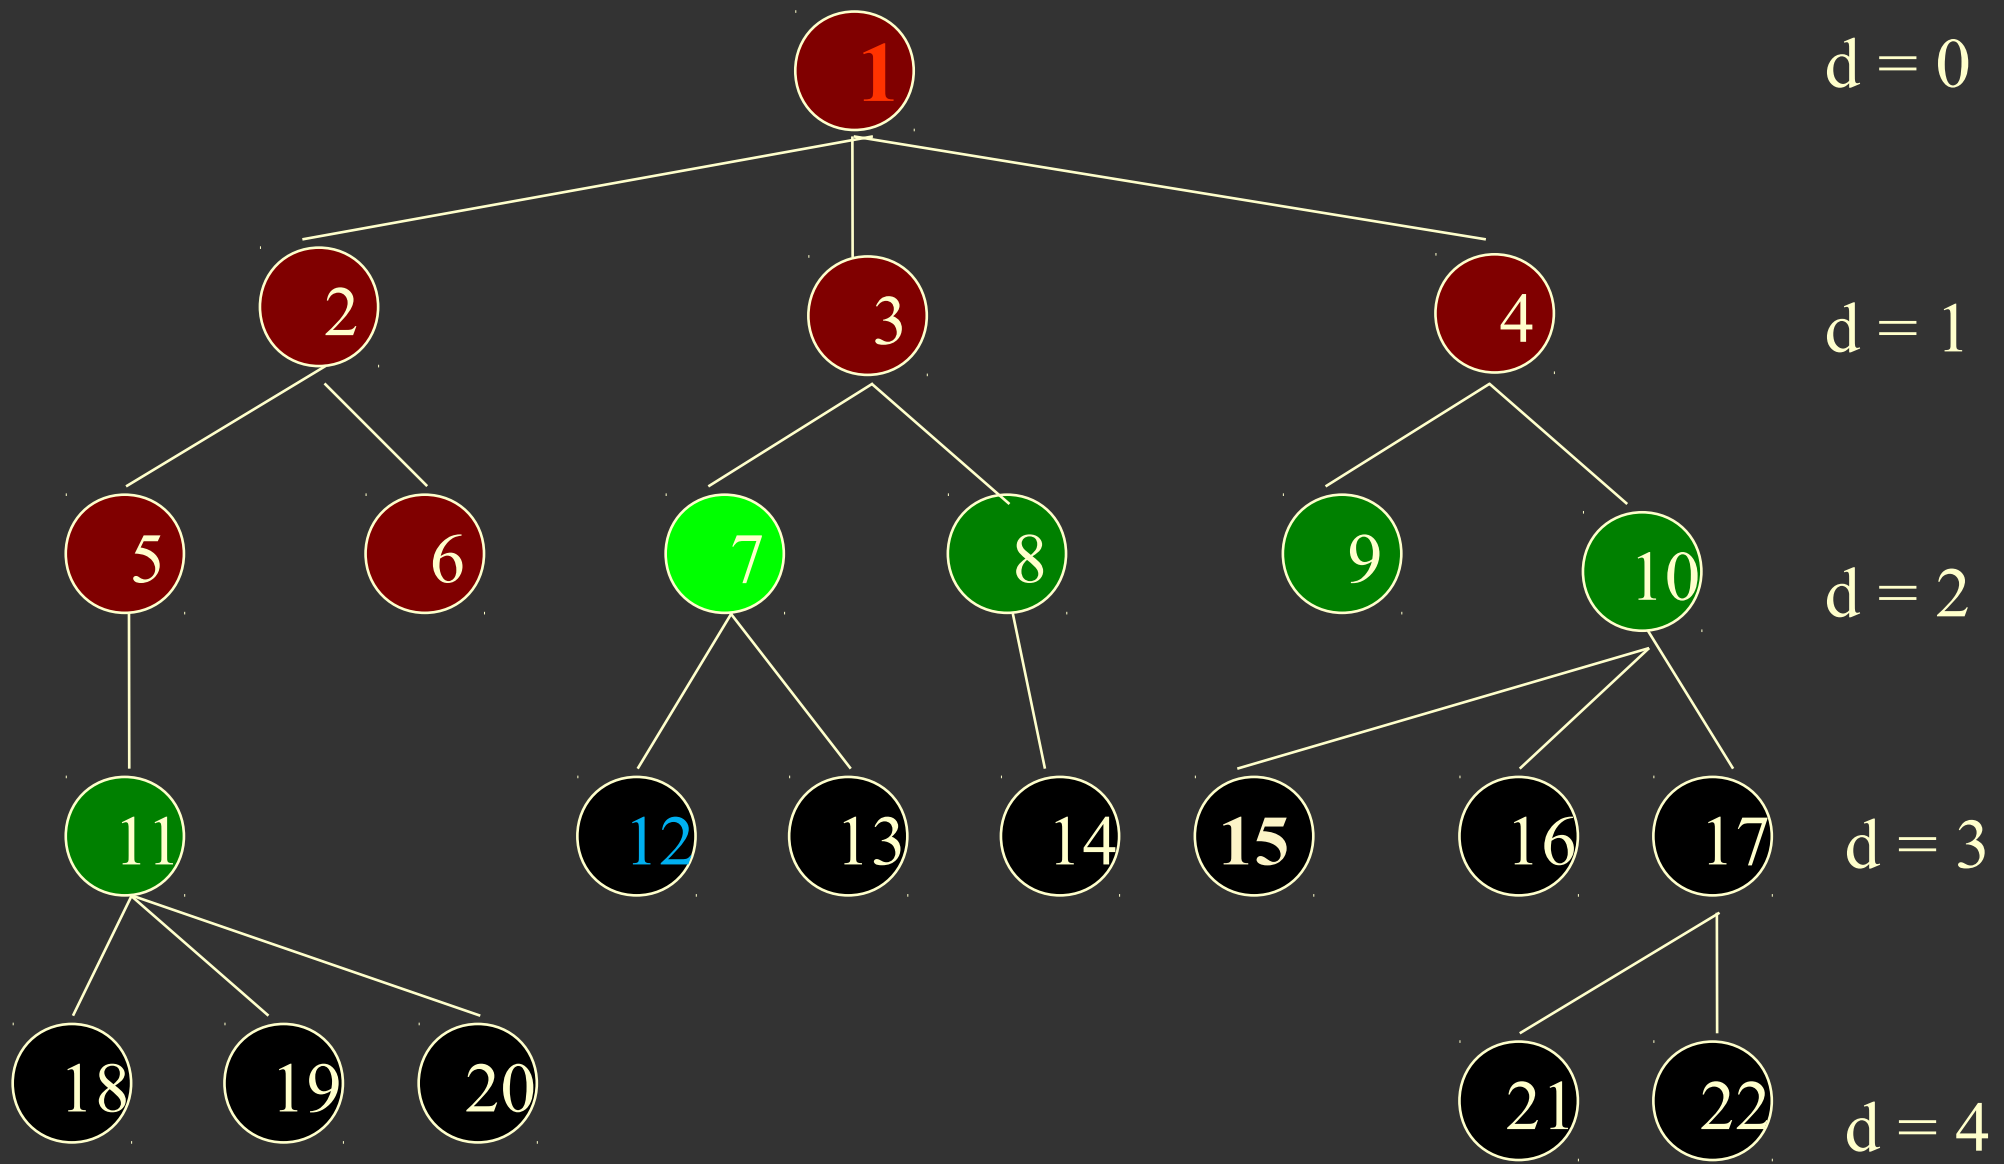 1 d = 0
2 3 4 d = 1
5 6 7 8 9 10 d = 2
11 12 13 14 15 16 17 d = 3
18 19 20 21 22 d = 4